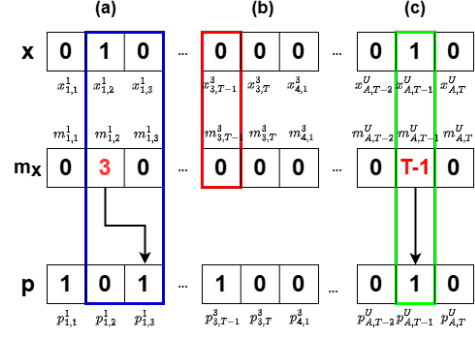 (a) (b) (c)
x 0 1 0 ... 0 0 0 ... 0 1 0
x^1_{1,1} x^1_{1,2} x^1_{1,3} x^3_{3,T-1} x^3_{3,T} x^3_{4,1} x^U_{A,T-2} x^U_{A,T-1} x^U_{A,T}
m^1_{1,1} m^1_{1,2} m^1_{1,3} m^3_{3,T-1} m^3_{3,T} m^3_{4,1} m^U_{A,T-2} m^U_{A,T-1} m^U_{A,T}
m_x 0 3 0 ... 0 0 0 ... 0 T-1 0
p 1 0 1 ... 1 0 0 ... 0 1 0
p^1_{1,1} p^1_{1,2} p^1_{1,3} p^3_{3,T-1} p^3_{3,T} p^3_{4,1} p^U_{A,T-2} p^U_{A,T-1} p^U_{A,T}